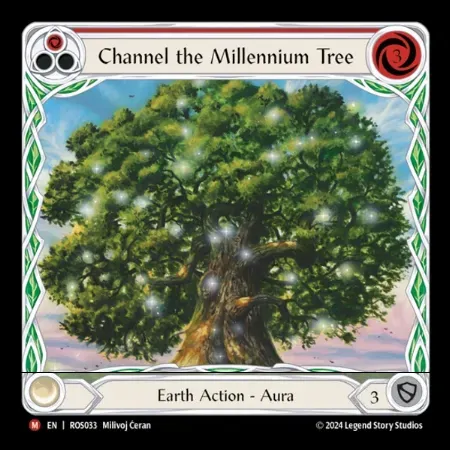 Channel the Millennium Tree
3
Earth Action - Aura
3
M EN | ROS033 Milivoj Ćeran
© 2024 Legend Story Studios